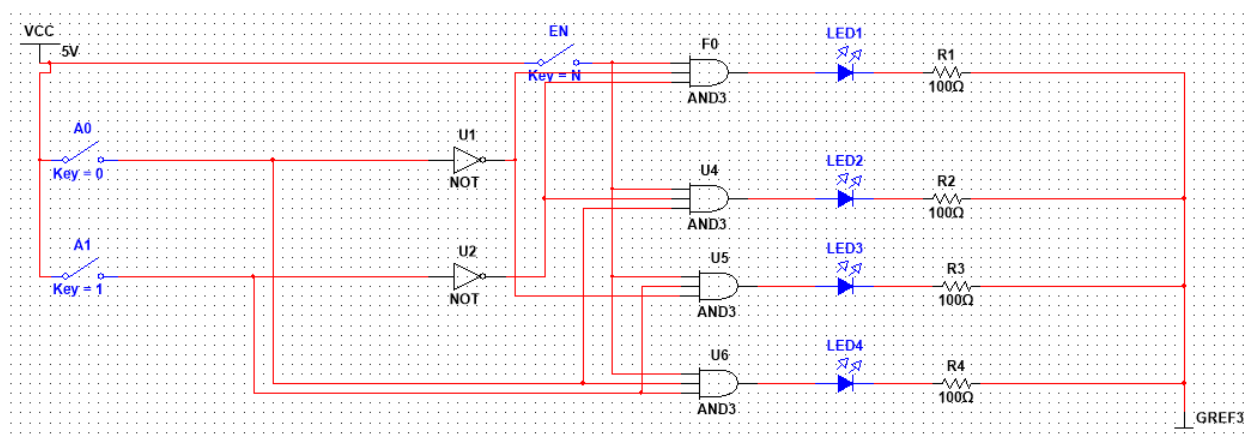 VCC
5V
EN
Key = N
F0
AND3
LED1
R1
100Ω
A0
Key = 0
U1
NOT
U4
AND3
LED2
R2
100Ω
A1
Key = 1
U2
NOT
U5
AND3
LED3
R3
100Ω
U6
AND3
LED4
R4
100Ω
GREF3